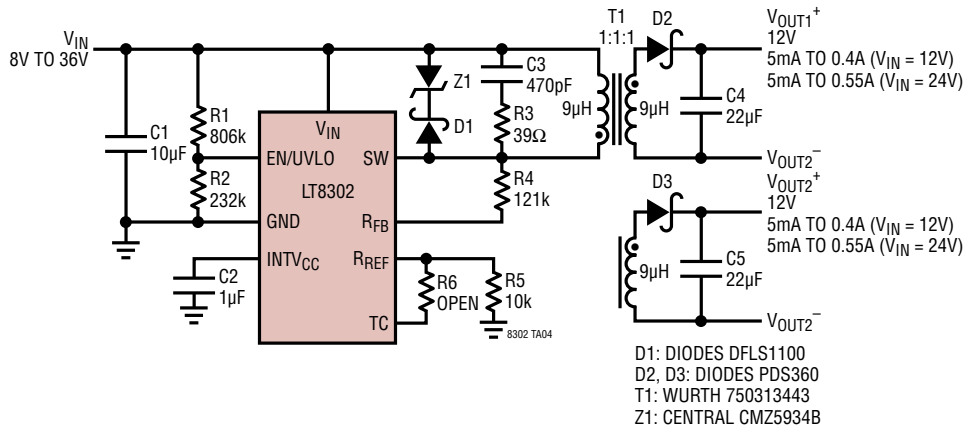 V_IN
8V TO 36V
C1
10µF
R1
806k
R2
232k
V_IN
EN/UVLO
SW
LT8302
GND
R_FB
INTV_CC
R_REF
TC
C2
1µF
Z1
D1
C3
470pF
R3
39Ω
R4
121k
R6
OPEN
R5
10k
8302 TA04
T1
1:1:1
9µH
9µH
D2
C4
22µF
V_OUT1+
12V
5mA TO 0.4A (V_IN = 12V)
5mA TO 0.55A (V_IN = 24V)
V_OUT2–
D3
9µH
C5
22µF
V_OUT2+
12V
5mA TO 0.4A (V_IN = 12V)
5mA TO 0.55A (V_IN = 24V)
V_OUT2–
D1: DIODES DFLS1100
D2, D3: DIODES PDS360
T1: WURTH 750313443
Z1: CENTRAL CMZ5934B